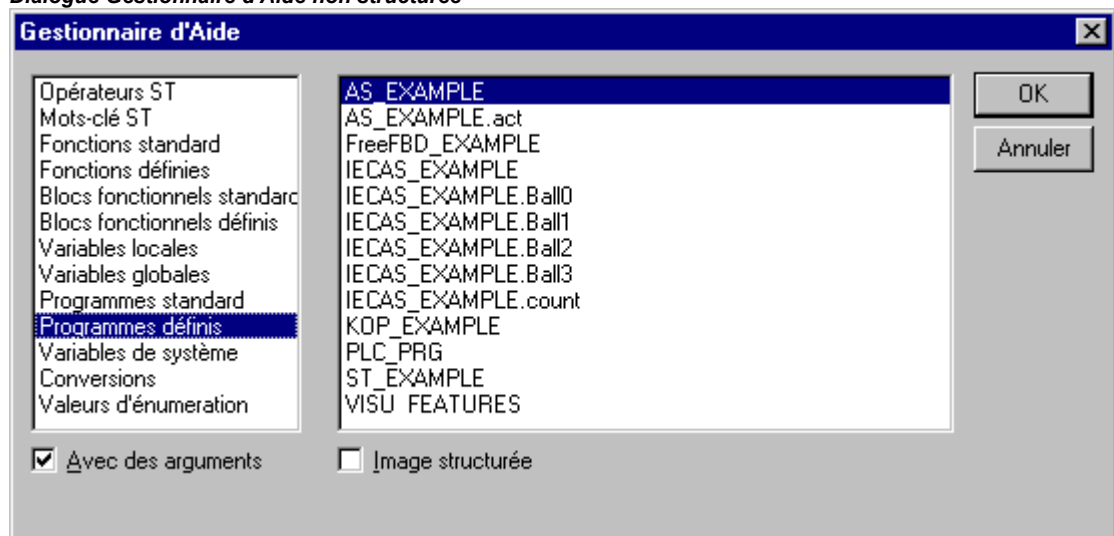 Dialogue Gestionnaire d'Aide non structurée
Gestionnaire d'Aide
Opérateurs ST
Mots-clé ST
Fonctions standard
Fonctions définies
Blocs fonctionnels standard
Blocs fonctionnels définis
Variables locales
Variables globales
Programmes standard
Programmes définis
Variables de système
Conversions
Valeurs d'énumeration
AS_EXAMPLE
AS_EXAMPLE.act
FreeFBD_EXAMPLE
IECAS_EXAMPLE
IECAS_EXAMPLE.Ball0
IECAS_EXAMPLE.Ball1
IECAS_EXAMPLE.Ball2
IECAS_EXAMPLE.Ball3
IECAS_EXAMPLE.count
KOP_EXAMPLE
PLC_PRG
ST_EXAMPLE
VISU_FEATURES
OK
Annuler
Avec des arguments
Image structurée